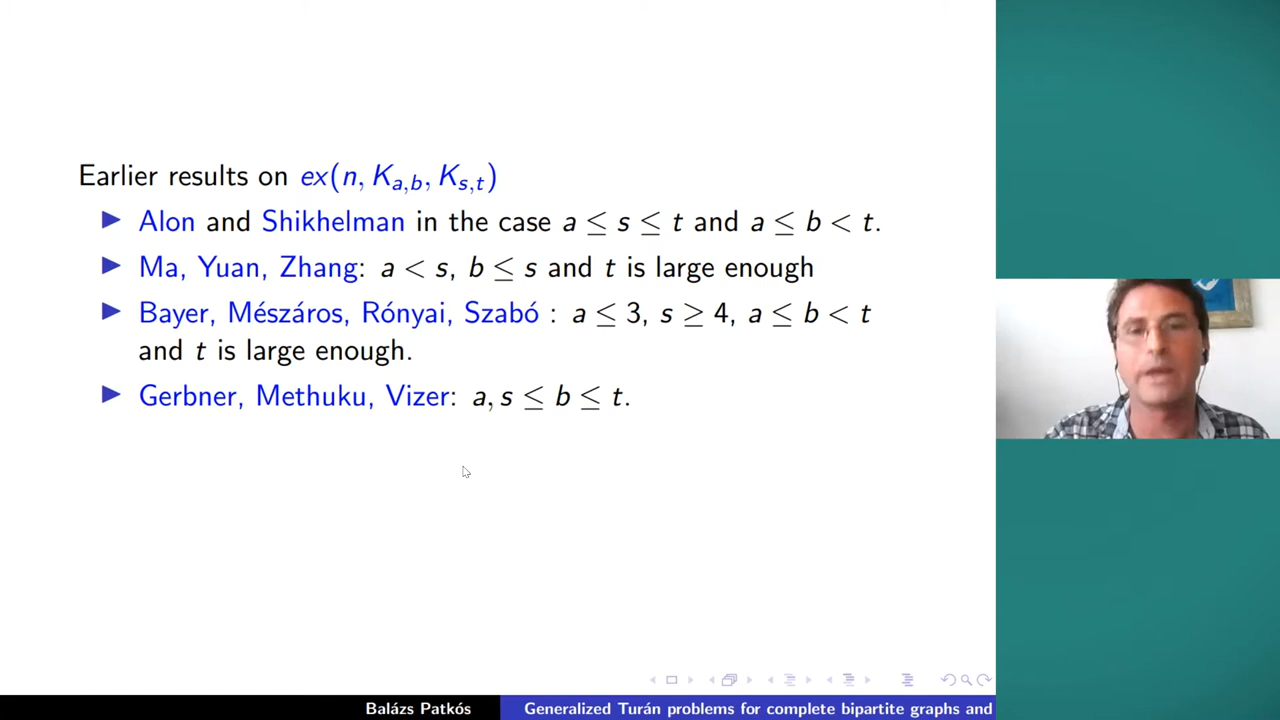 Earlier results on ex(n, K_{a,b}, K_{s,t})
▶ Alon and Shikhelman in the case a ≤ s ≤ t and a ≤ b < t.
▶ Ma, Yuan, Zhang: a < s, b ≤ s and t is large enough
▶ Bayer, Mészáros, Rónyai, Szabó : a ≤ 3, s ≥ 4, a ≤ b < t
and t is large enough.
▶ Gerbner, Methuku, Vizer: a, s ≤ b ≤ t.
Balázs Patkós
Generalized Turán problems for complete bipartite graphs and